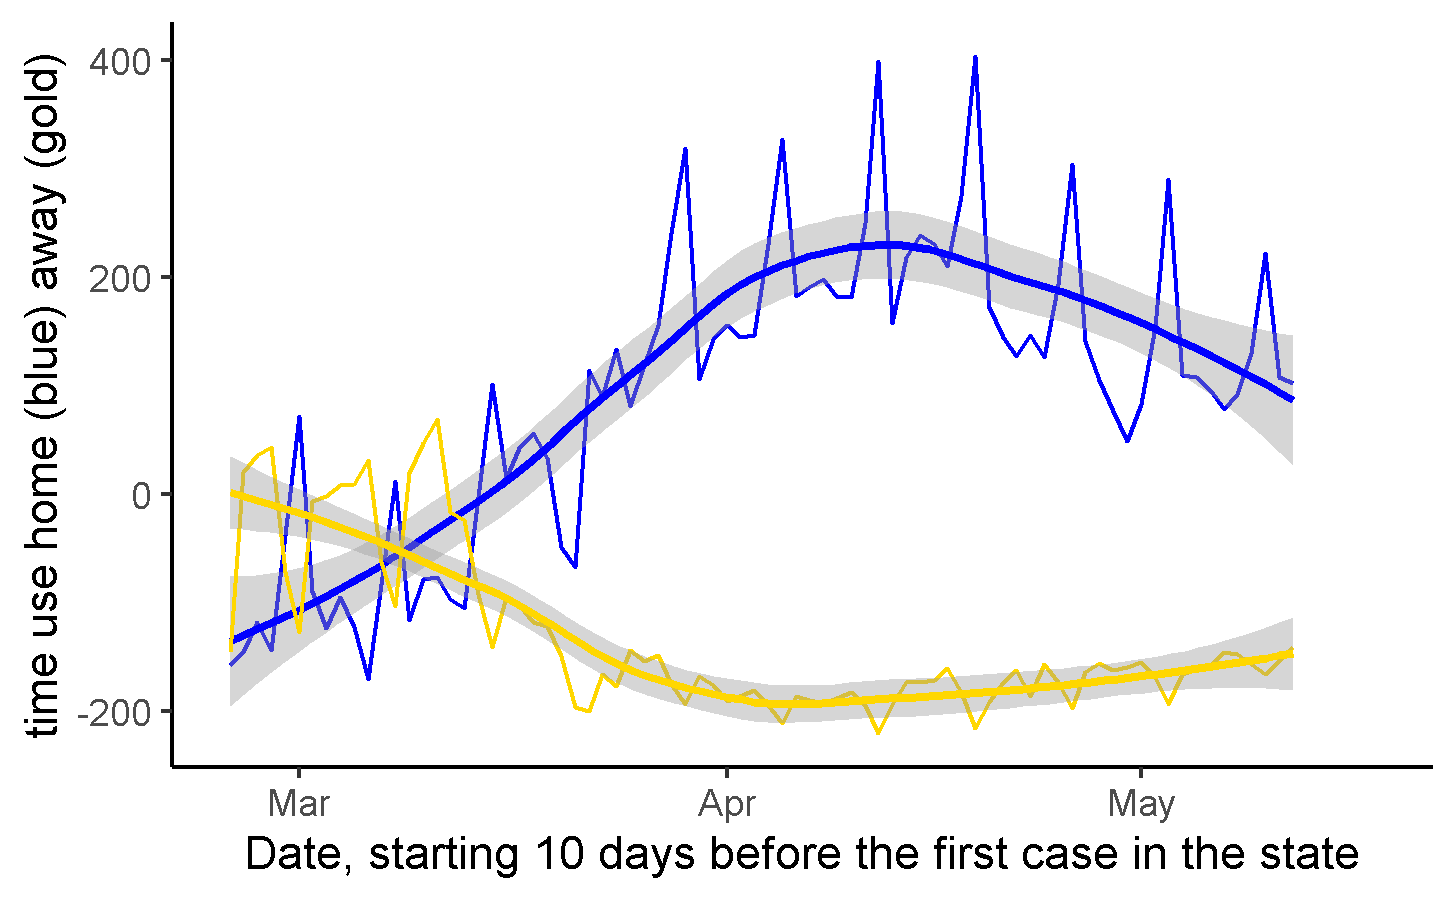 time use home (blue) away (gold)
400
200
0
-200
Mar
Apr
May
Date, starting 10 days before the first case in the state